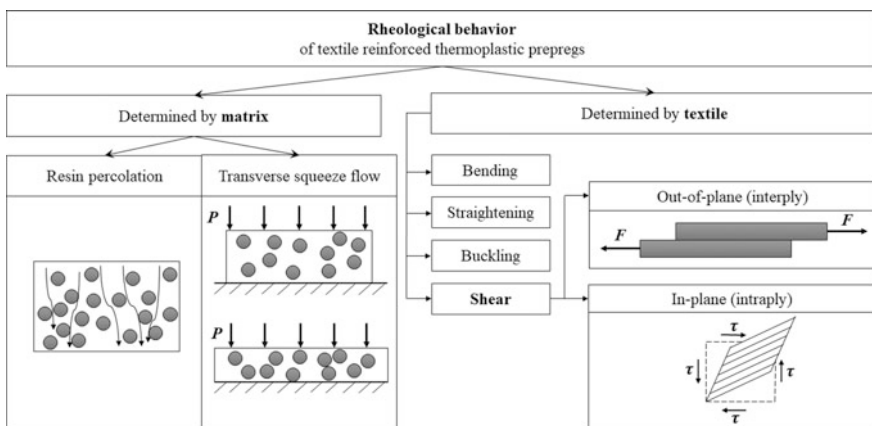 Rheological behavior
of textile reinforced thermoplastic prepregs
Determined by matrix
Determined by textile
Resin percolation
Transverse squeeze flow
P
P
Bending
Straightening
Buckling
Shear
Out-of-plane (interply)
F
F
In-plane (intraply)
τ
τ
τ
τ